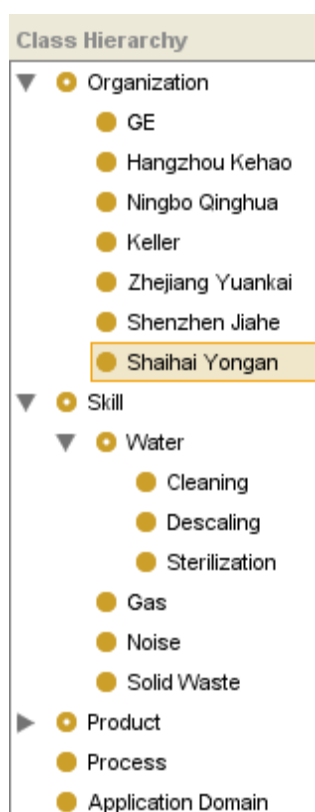 Class Hierarchy
Organization
GE
Hangzhou Kehao
Ningbo Qinghua
Keller
Zhejiang Yuankai
Shenzhen Jiahe
Shaihai Yongan
Skill
Water
Cleaning
Descaling
Sterilization
Gas
Noise
Solid Waste
Product
Process
Application Domain